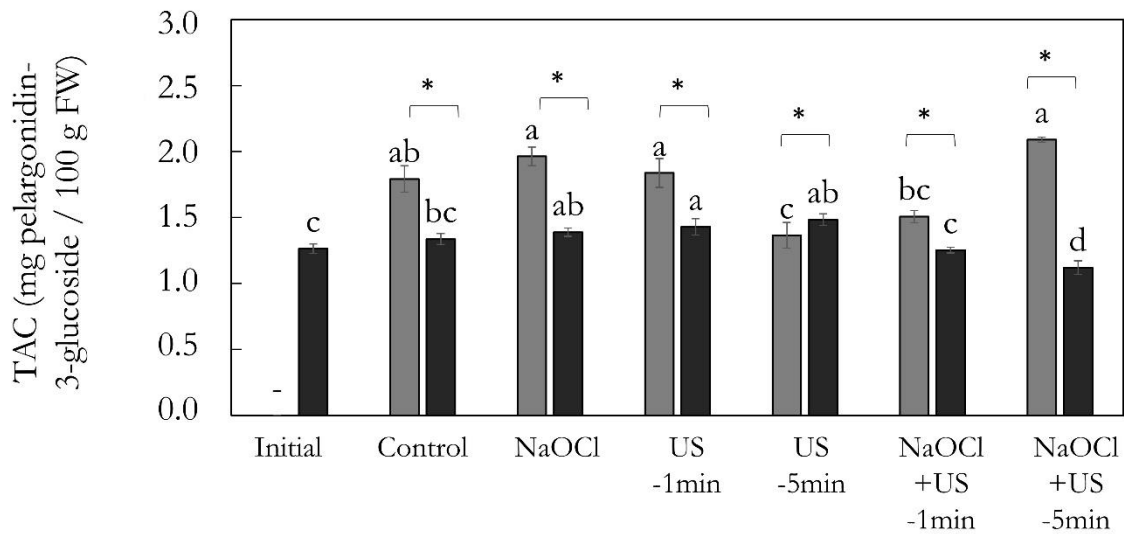 TAC (mg pelargonidin-
3-glucoside / 100 g FW)
3.0
2.5
2.0
1.5
1.0
0.5
0.0
* * * * * *
- c ab bc a ab a a c ab bc c a d
Initial Control NaOCl US US NaOCl NaOCl
-1min -5min +US +US
-1min -5min